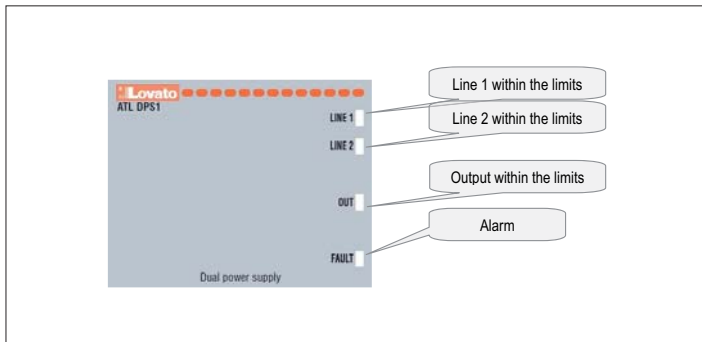 Lovato
ATL DPS1
LINE 1
LINE 2
OUT
FAULT
Dual power supply
Line 1 within the limits
Line 2 within the limits
Output within the limits
Alarm